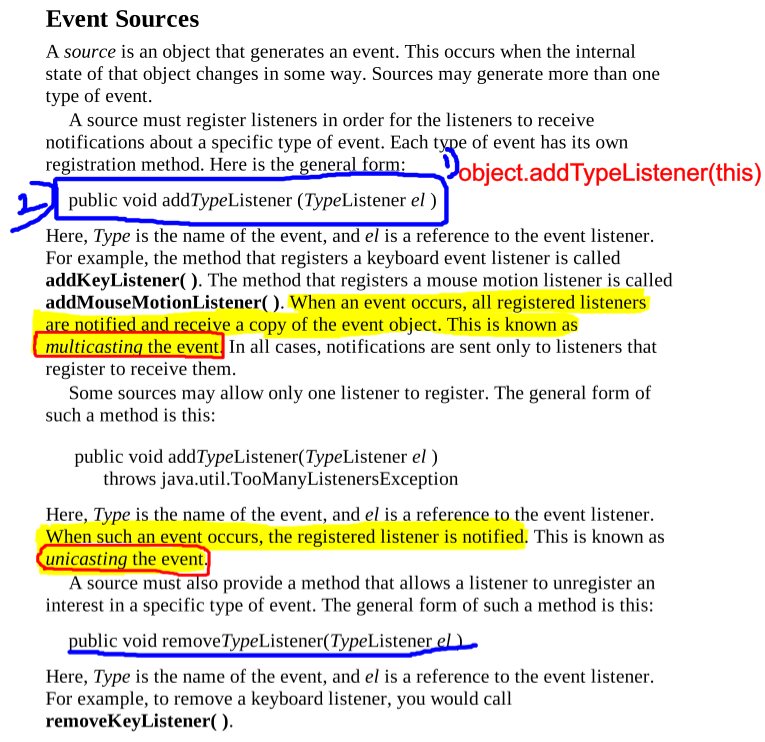 Event Sources
A source is an object that generates an event. This occurs when the internal
state of that object changes in some way. Sources may generate more than one
type of event.
A source must register listeners in order for the listeners to receive
notifications about a specific type of event. Each type of event has its own
registration method. Here is the general form:
1) object.addTypeListener(this)
2) public void addTypeListener (TypeListener el )
Here, Type is the name of the event, and el is a reference to the event listener.
For example, the method that registers a keyboard event listener is called
addKeyListener( ). The method that registers a mouse motion listener is called
addMouseMotionListener( ). When an event occurs, all registered listeners
are notified and receive a copy of the event object. This is known as
multicasting the event. In all cases, notifications are sent only to listeners that
register to receive them.
Some sources may allow only one listener to register. The general form of
such a method is this:
public void addTypeListener(TypeListener el )
throws java.util.TooManyListenersException
Here, Type is the name of the event, and el is a reference to the event listener.
When such an event occurs, the registered listener is notified. This is known as
unicasting the event.
A source must also provide a method that allows a listener to unregister an
interest in a specific type of event. The general form of such a method is this:
public void removeTypeListener(TypeListener el )
Here, Type is the name of the event, and el is a reference to the event listener.
For example, to remove a keyboard listener, you would call
removeKeyListener( ).